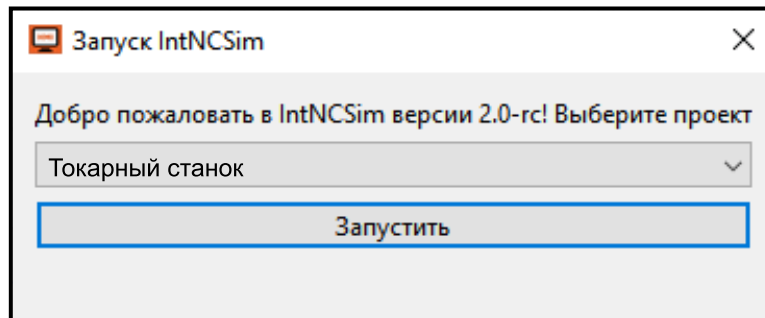 Запуск IntNCSim
Добро пожаловать в IntNCSim версии 2.0-rc! Выберите проект
Токарный станок
Запустить